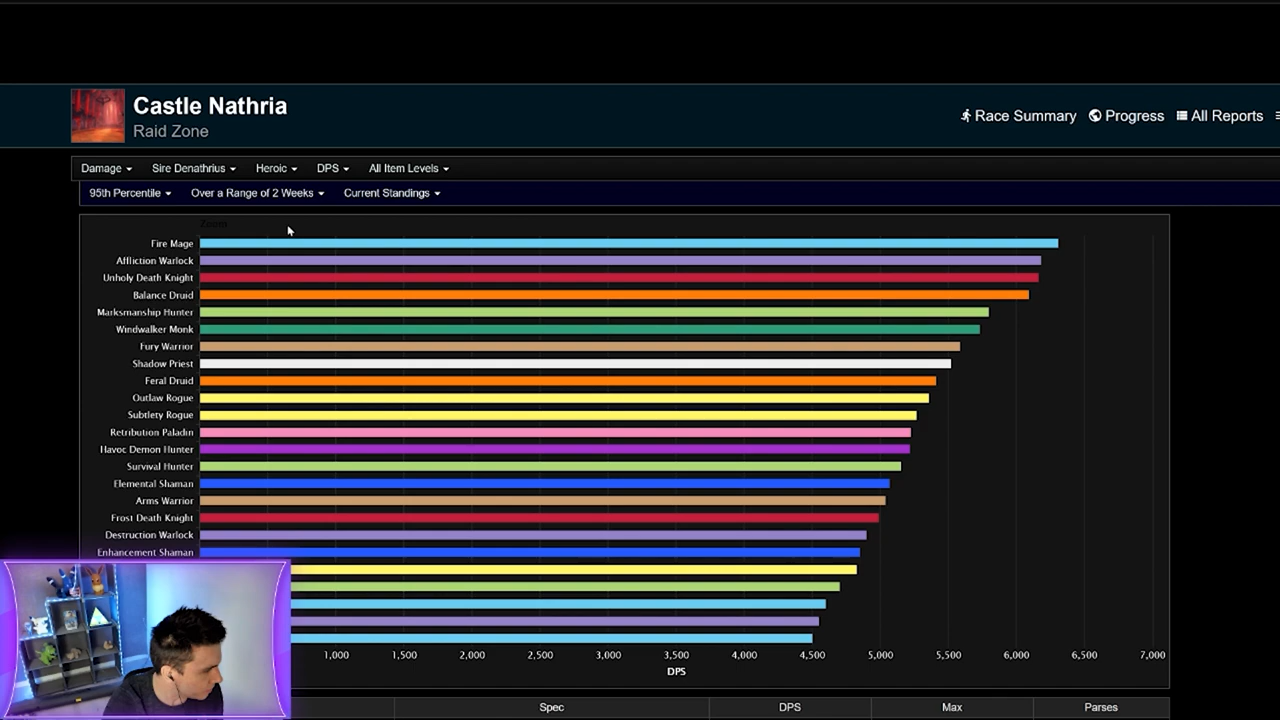 Castle Nathria
Raid Zone
Race Summary Progress All Reports
Damage Sire Denathrius Heroic DPS All Item Levels
95th Percentile Over a Range of 2 Weeks Current Standings
Zoom
Fire Mage
Affliction Warlock
Unholy Death Knight
Balance Druid
Marksmanship Hunter
Windwalker Monk
Fury Warrior
Shadow Priest
Feral Druid
Outlaw Rogue
Subtlety Rogue
Retribution Paladin
Havoc Demon Hunter
Survival Hunter
Elemental Shaman
Arms Warrior
Frost Death Knight
Destruction Warlock
Enhancement Shaman
1,000 1,500 2,000 2,500 3,000 3,500 4,000 4,500 5,000 5,500 6,000 6,500 7,000
DPS
Spec DPS Max Parses